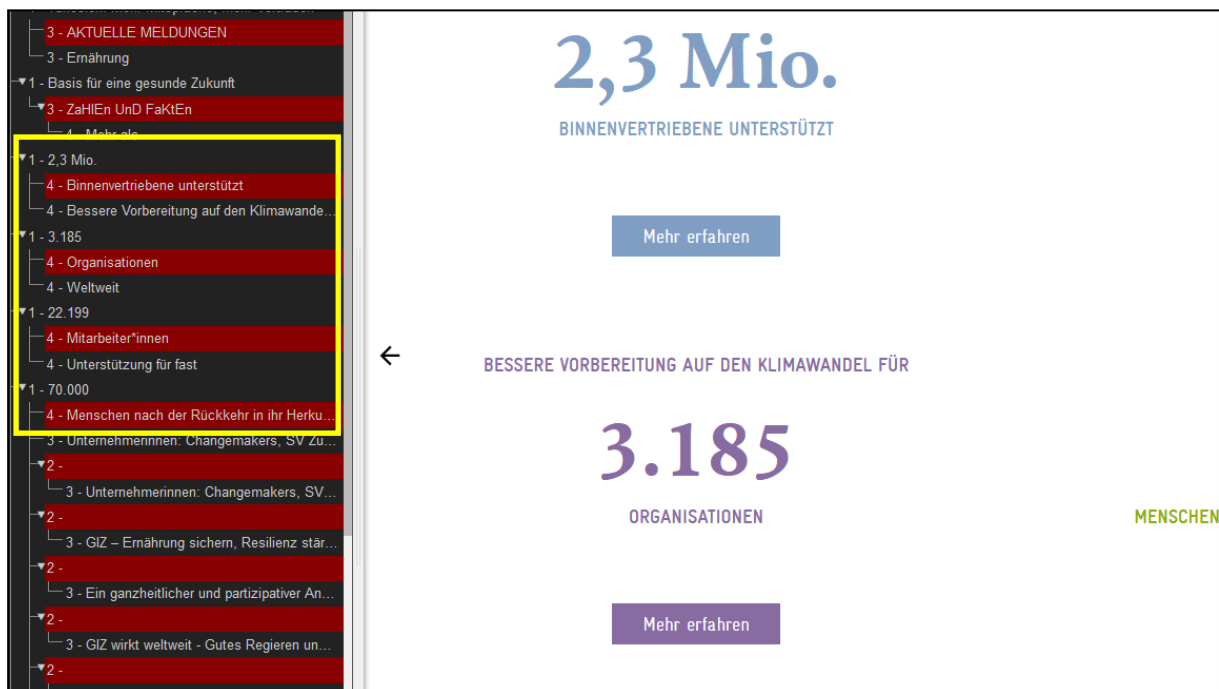 3 - AKTUELLE MELDUNGEN
3 - Ernährung
1 - Basis für eine gesunde Zukunft
3 - ZaHlEn UnD FaKtEn
4 - Mehr als
1 - 2,3 Mio.
4 - Binnenvertriebene unterstützt
4 - Bessere Vorbereitung auf den Klimawande...
1 - 3.185
4 - Organisationen
4 - Weltweit
1 - 22.199
4 - Mitarbeiter*innen
4 - Unterstützung für fast
1 - 70.000
4 - Menschen nach der Rückkehr in ihr Herku...
3 - Unternehmerinnen: Changemakers, SV Zu...
2 -
3 - Unternehmerinnen: Changemakers, SV...
2 -
3 - GIZ – Ernährung sichern, Resilienz stär...
2 -
3 - Ein ganzheitlicher und partizipativer An...
2 -
3 - GIZ wirkt weltweit - Gutes Regieren un...
2 -
2,3 Mio.
BINNENVERTRIEBENE UNTERSTÜTZT
Mehr erfahren
BESSERE VORBEREITUNG AUF DEN KLIMAWANDEL FÜR
3.185
ORGANISATIONEN
MENSCHEN
Mehr erfahren